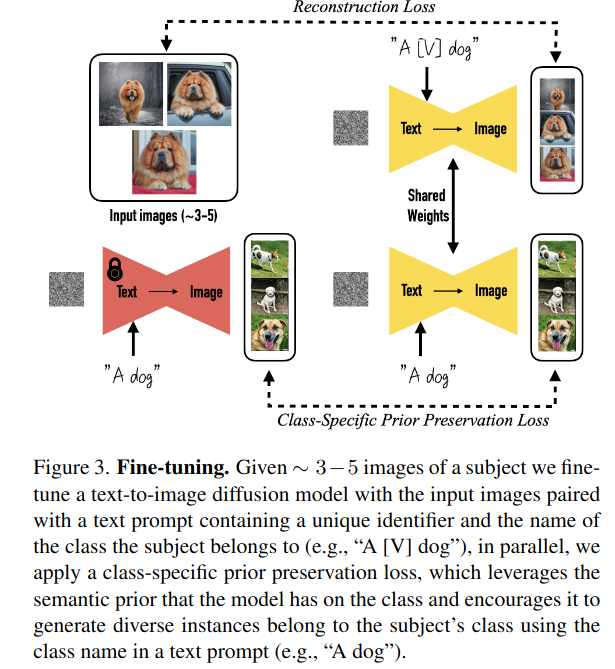 Reconstruction Loss
"A [V] dog"
Text
Image
Input images (~3-5)
Shared
Weights
Text
Image
Text
Image
"A dog"
"A dog"
Class-Specific Prior Preservation Loss
Figure 3. Fine-tuning. Given ∼ 3−5 images of a subject we fine-
tune a text-to-image diffusion model with the input images paired
with a text prompt containing a unique identifier and the name of
the class the subject belongs to (e.g., “A [V] dog”), in parallel, we
apply a class-specific prior preservation loss, which leverages the
semantic prior that the model has on the class and encourages it to
generate diverse instances belong to the subject’s class using the
class name in a text prompt (e.g., “A dog”).